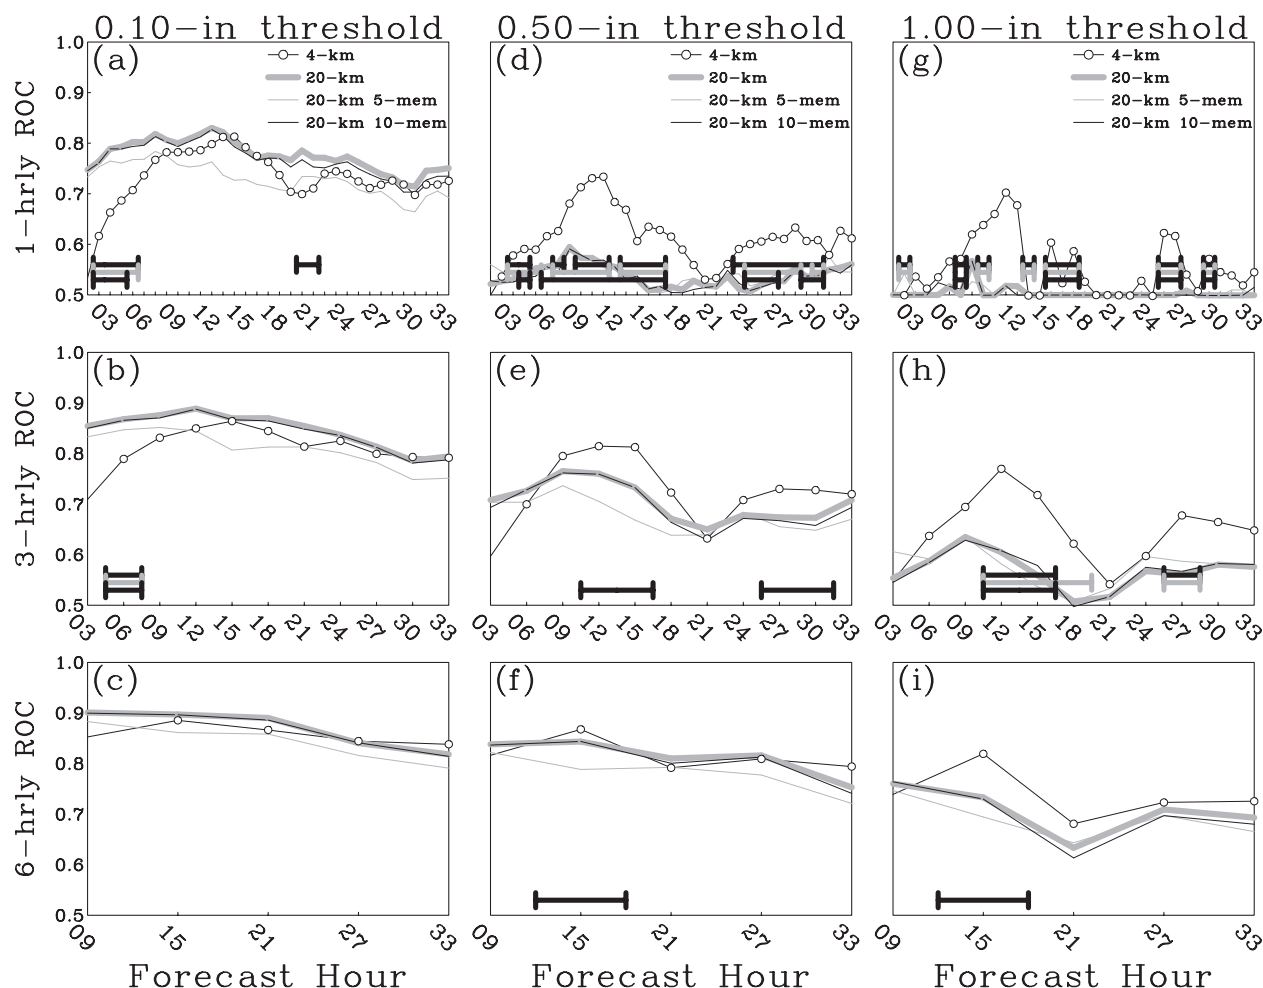 0.10-in threshold 0.50-in threshold 1.00-in threshold
1-hrly ROC
(a)
4-km
20-km
20-km 5-mem
20-km 10-mem
1.0
0.9
0.8
0.7
0.6
0.5
03 06 09 12 15 18 21 24 27 30 33
(d)
4-km
20-km
20-km 5-mem
20-km 10-mem
03 06 09 12 15 18 21 24 27 30 33
(g)
4-km
20-km
20-km 5-mem
20-km 10-mem
03 06 09 12 15 18 21 24 27 30 33
3-hrly ROC
(b)
1.0
0.9
0.8
0.7
0.6
0.5
03 06 09 12 15 18 21 24 27 30 33
(e)
03 06 09 12 15 18 21 24 27 30 33
(h)
03 06 09 12 15 18 21 24 27 30 33
6-hrly ROC
(c)
1.0
0.9
0.8
0.7
0.6
0.5
09 15 21 27 33
(f)
09 15 21 27 33
(i)
09 15 21 27 33
Forecast Hour Forecast Hour Forecast Hour